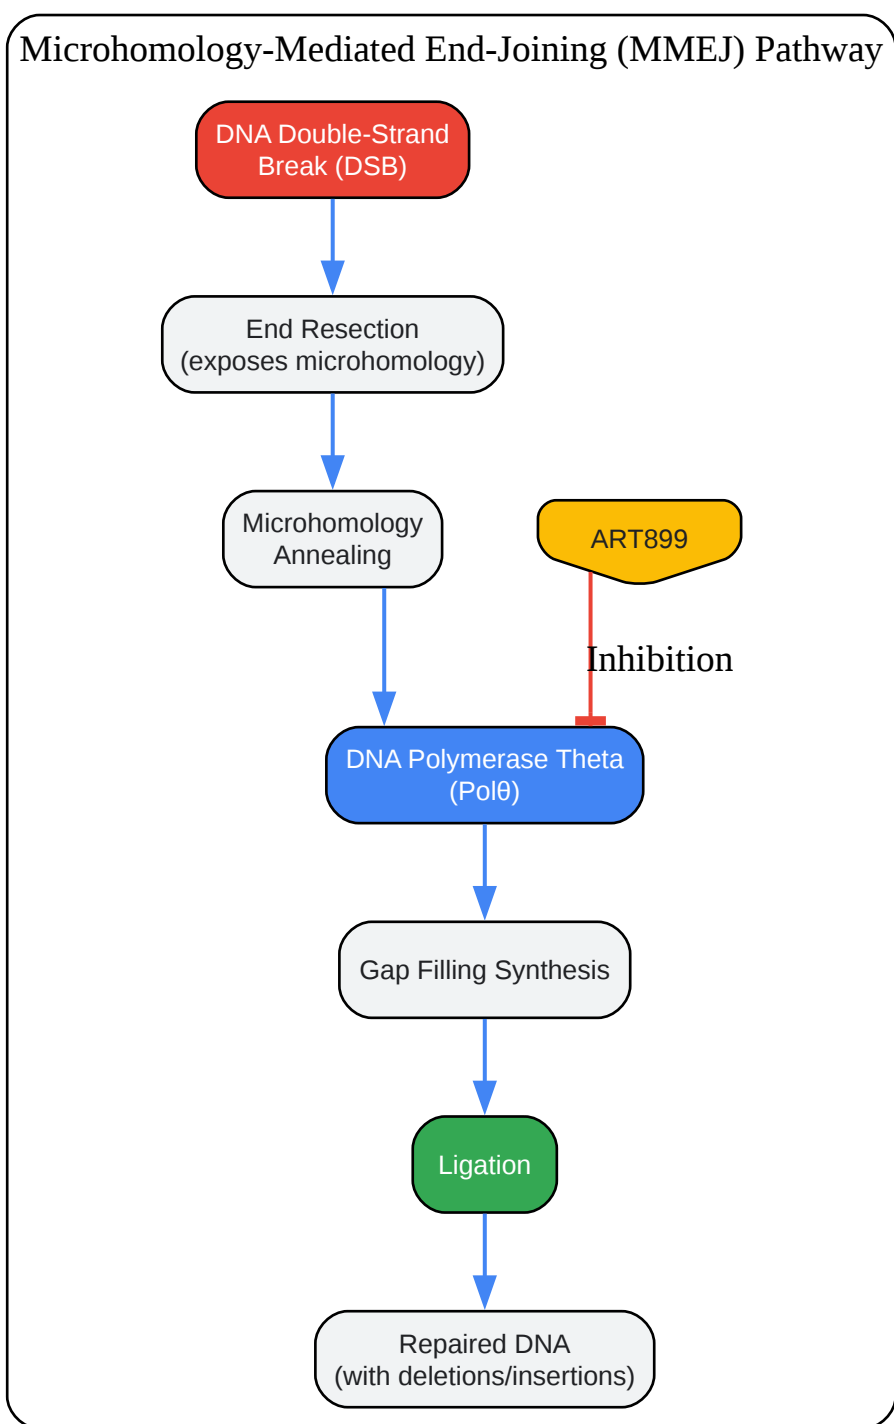 Microhomology-Mediated End-Joining (MMEJ) Pathway
DNA Double-Strand
Break (DSB)
End Resection
(exposes microhomology)
Microhomology
Annealing
ART899
Inhibition
DNA Polymerase Theta
(Polθ)
Gap Filling Synthesis
Ligation
Repaired DNA
(with deletions/insertions)